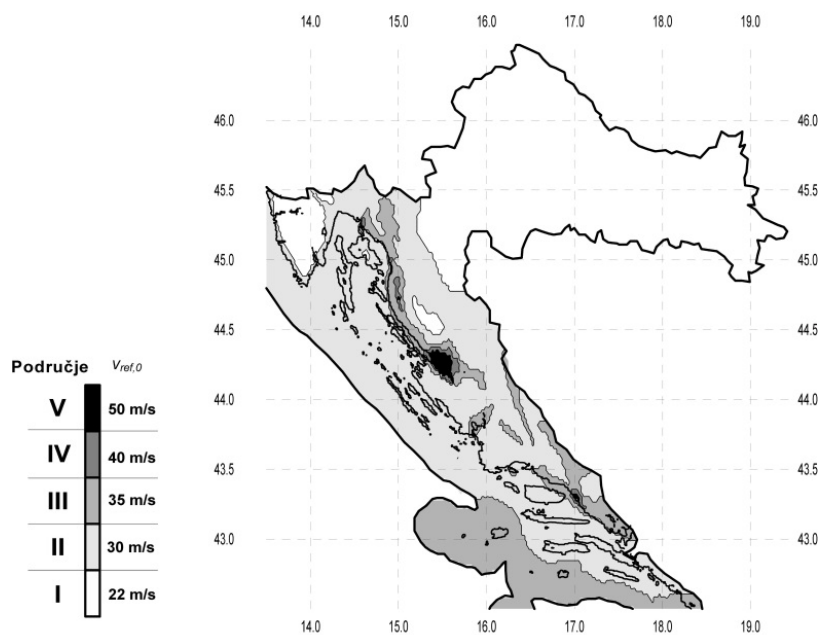 14.0 15.0 16.0 17.0 18.0 19.0
46.0 46.0
45.5 45.5
45.0 45.0
44.5 44.5
Područje Vref,0
V 50 m/s
44.0 44.0
IV 40 m/s
43.5 43.5
III 35 m/s
43.0 43.0
II 30 m/s
I 22 m/s
14.0 15.0 16.0 17.0 18.0 19.0